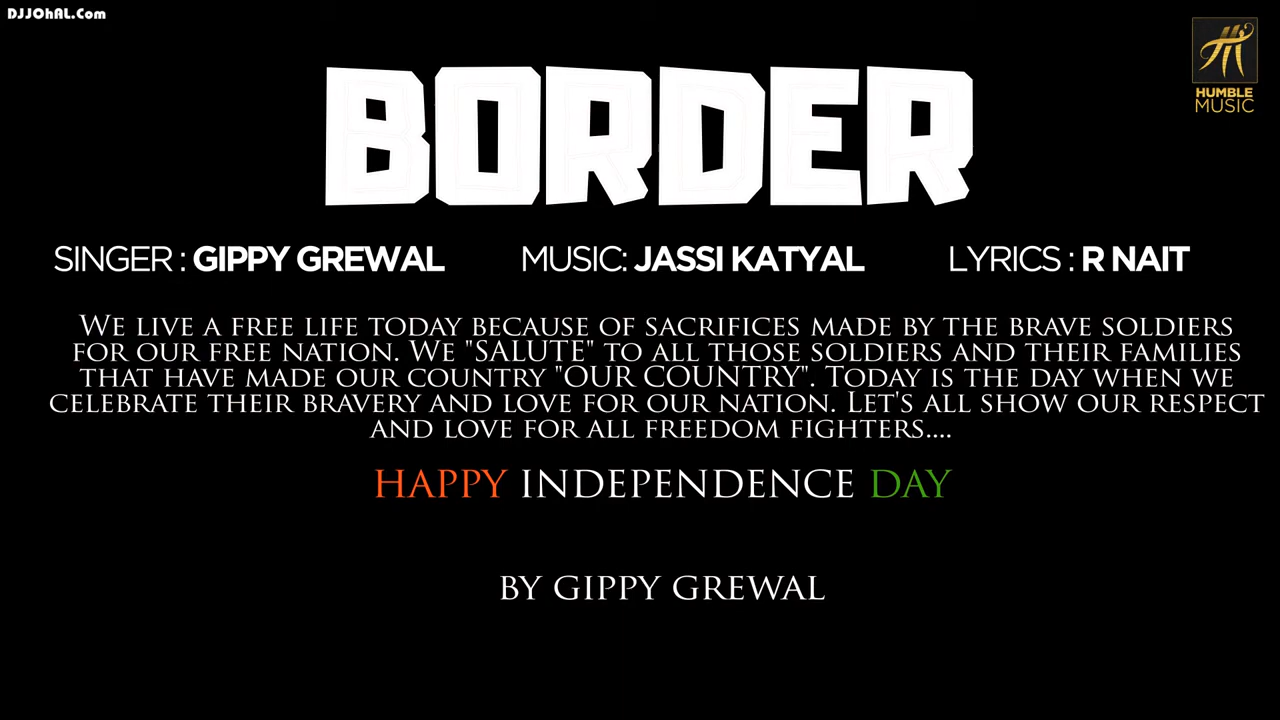 DJJOhAL.Com
HUMBLE
MUSIC
BORDER
SINGER : GIPPY GREWAL MUSIC: JASSI KATYAL LYRICS : R NAIT
WE LIVE A FREE LIFE TODAY BECAUSE OF SACRIFICES MADE BY THE BRAVE SOLDIERS
FOR OUR FREE NATION. WE "SALUTE" TO ALL THOSE SOLDIERS AND THEIR FAMILIES
THAT HAVE MADE OUR COUNTRY "OUR COUNTRY". TODAY IS THE DAY WHEN WE
CELEBRATE THEIR BRAVERY AND LOVE FOR OUR NATION. LET'S ALL SHOW OUR RESPECT
AND LOVE FOR ALL FREEDOM FIGHTERS....
HAPPY INDEPENDENCE DAY
BY GIPPY GREWAL